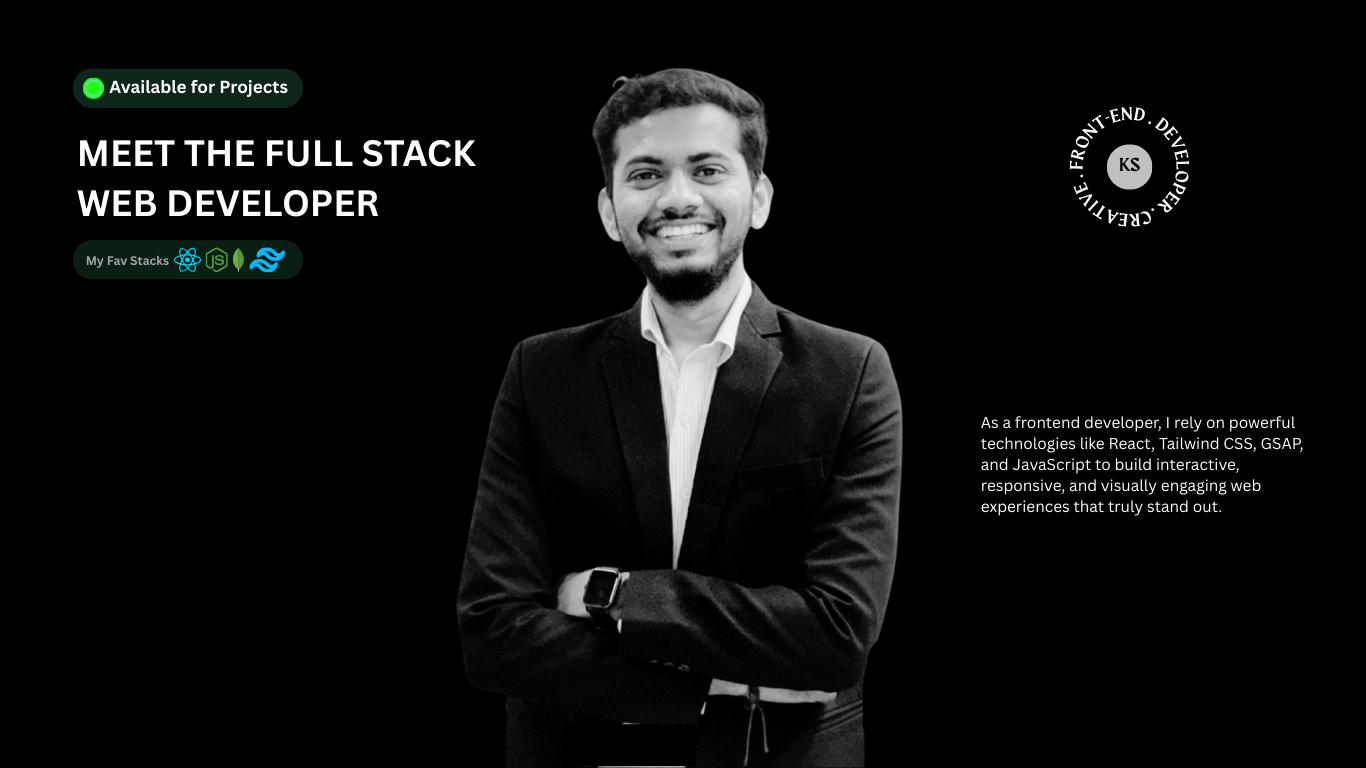 Available for Projects
MEET THE FULL STACK
WEB DEVELOPER
My Fav Stacks
JS
FRONT-END . DEVELOPER . CREATIVE .
KS
As a frontend developer, I rely on powerful
technologies like React, Tailwind CSS, GSAP,
and JavaScript to build interactive,
responsive, and visually engaging web
experiences that truly stand out.